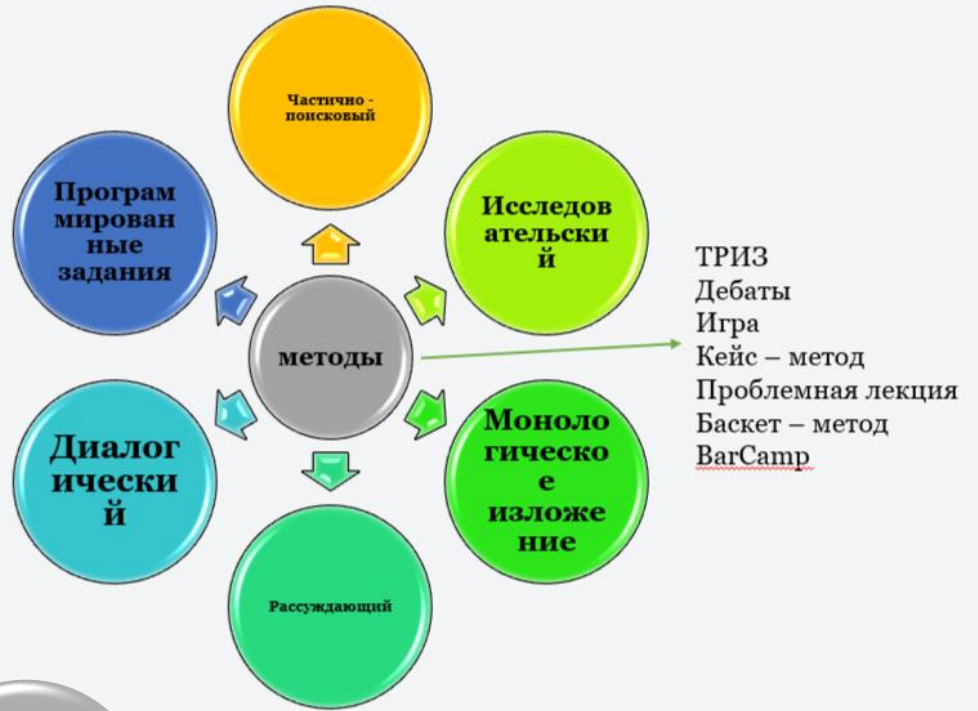 Частично -
поисковый
Исследов
ательски
й
Моноло
гическо
е
изложе
ние
Рассуждающий
Диалог
ически
й
Програм
мирован
ные
задания
методы
ТРИЗ
Дебаты
Игра
Кейс – метод
Проблемная лекция
Баскет – метод
BarCamp